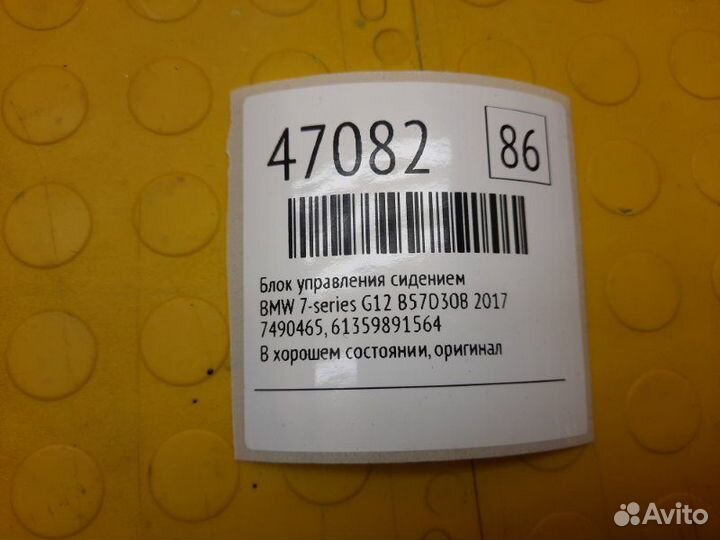 47082
86
Блок управления сидением
BMW 7-series G12 B57D30B 2017
7490465, 61359891564
В хорошем состоянии, оригинал
Avito